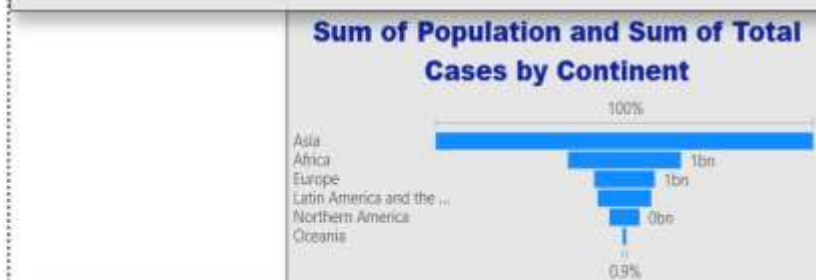 Sum of Population and Sum of Total
Cases by Continent
100%
Asia
Africa 1bn
Europe 1bn
Latin America and the ...
Northern America 0bn
Oceania
0.9%